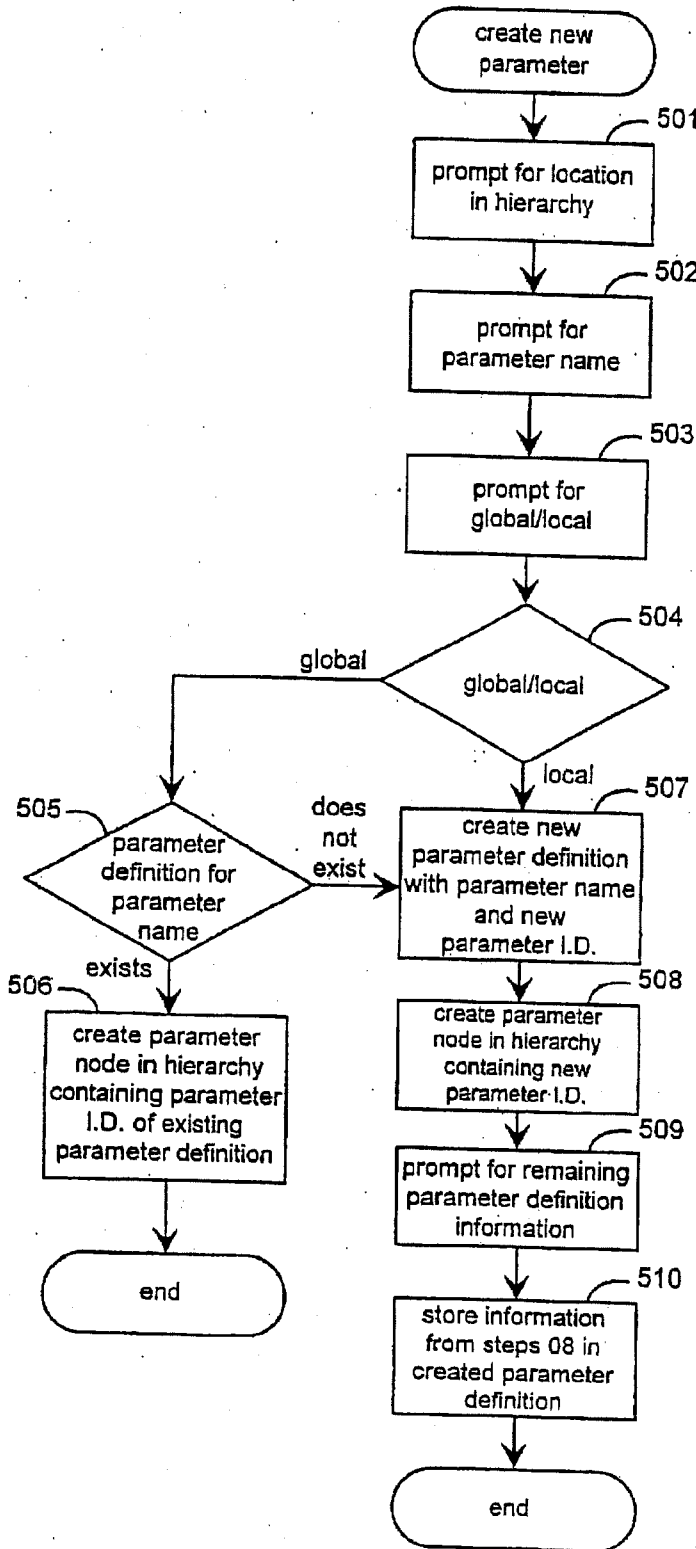 create new
parameter
501
prompt for location
in hierarchy
502
prompt for
parameter name
503
prompt for
global/local
504
global
global/local
local
505
parameter
definition for
parameter
name
does
not
exist
507
create new
parameter definition
with parameter name
and new
parameter I.D.
exists
506
create parameter
node in hierarchy
containing parameter
I.D. of existing
parameter definition
end
508
create parameter
node in hierarchy
containing new
parameter I.D.
509
prompt for remaining
parameter definition
information
510
store information
from steps 08 in
created parameter
definition
end